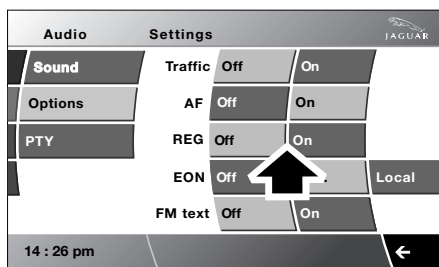 Audio Settings JAGUAR
Sound Traffic Off On
Options AF Off On
PTY REG Off On
EON Off Local
FM text Off On
14 : 26 pm